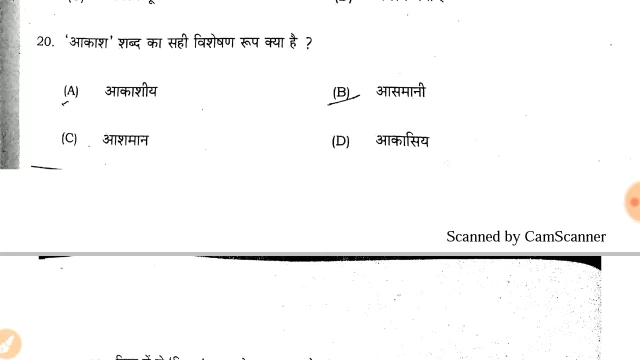 20. 'आकाश' शब्द का सही विशेषण रूप क्या है ?
(A) आकाशीय (B) आसमानी
(C) आशमान (D) आकासिय
Scanned by CamScanner